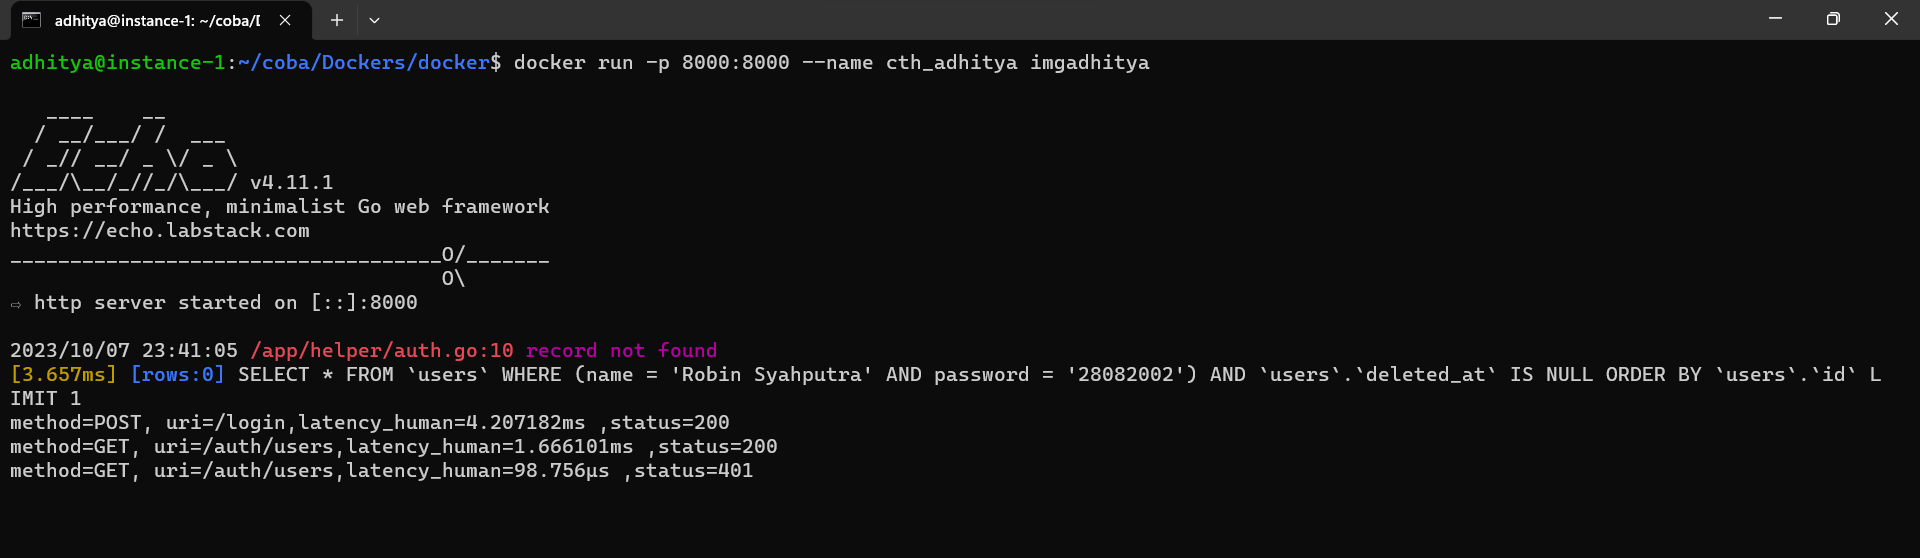 adhitya@instance-1: ~/coba/D
adhitya@instance-1:~/coba/Dockers/docker$ docker run -p 8000:8000 --name cth_adhitya imgadhitya
   ____    __
  / __/___/ /  ___
 / _// __/ _ \/ _ \
/___/\__/_//_/\___/ v4.11.1
High performance, minimalist Go web framework
https://echo.labstack.com
____________________________________O/_______
                                    O\
⇨ http server started on [::]:8000
2023/10/07 23:41:05 /app/helper/auth.go:10 record not found
[3.657ms] [rows:0] SELECT * FROM `users` WHERE (name = 'Robin Syahputra' AND password = '28082002') AND `users`.`deleted_at` IS NULL ORDER BY `users`.`id` L
IMIT 1
method=POST, uri=/login,latency_human=4.207182ms ,status=200
method=GET, uri=/auth/users,latency_human=1.666101ms ,status=200
method=GET, uri=/auth/users,latency_human=98.756µs ,status=401